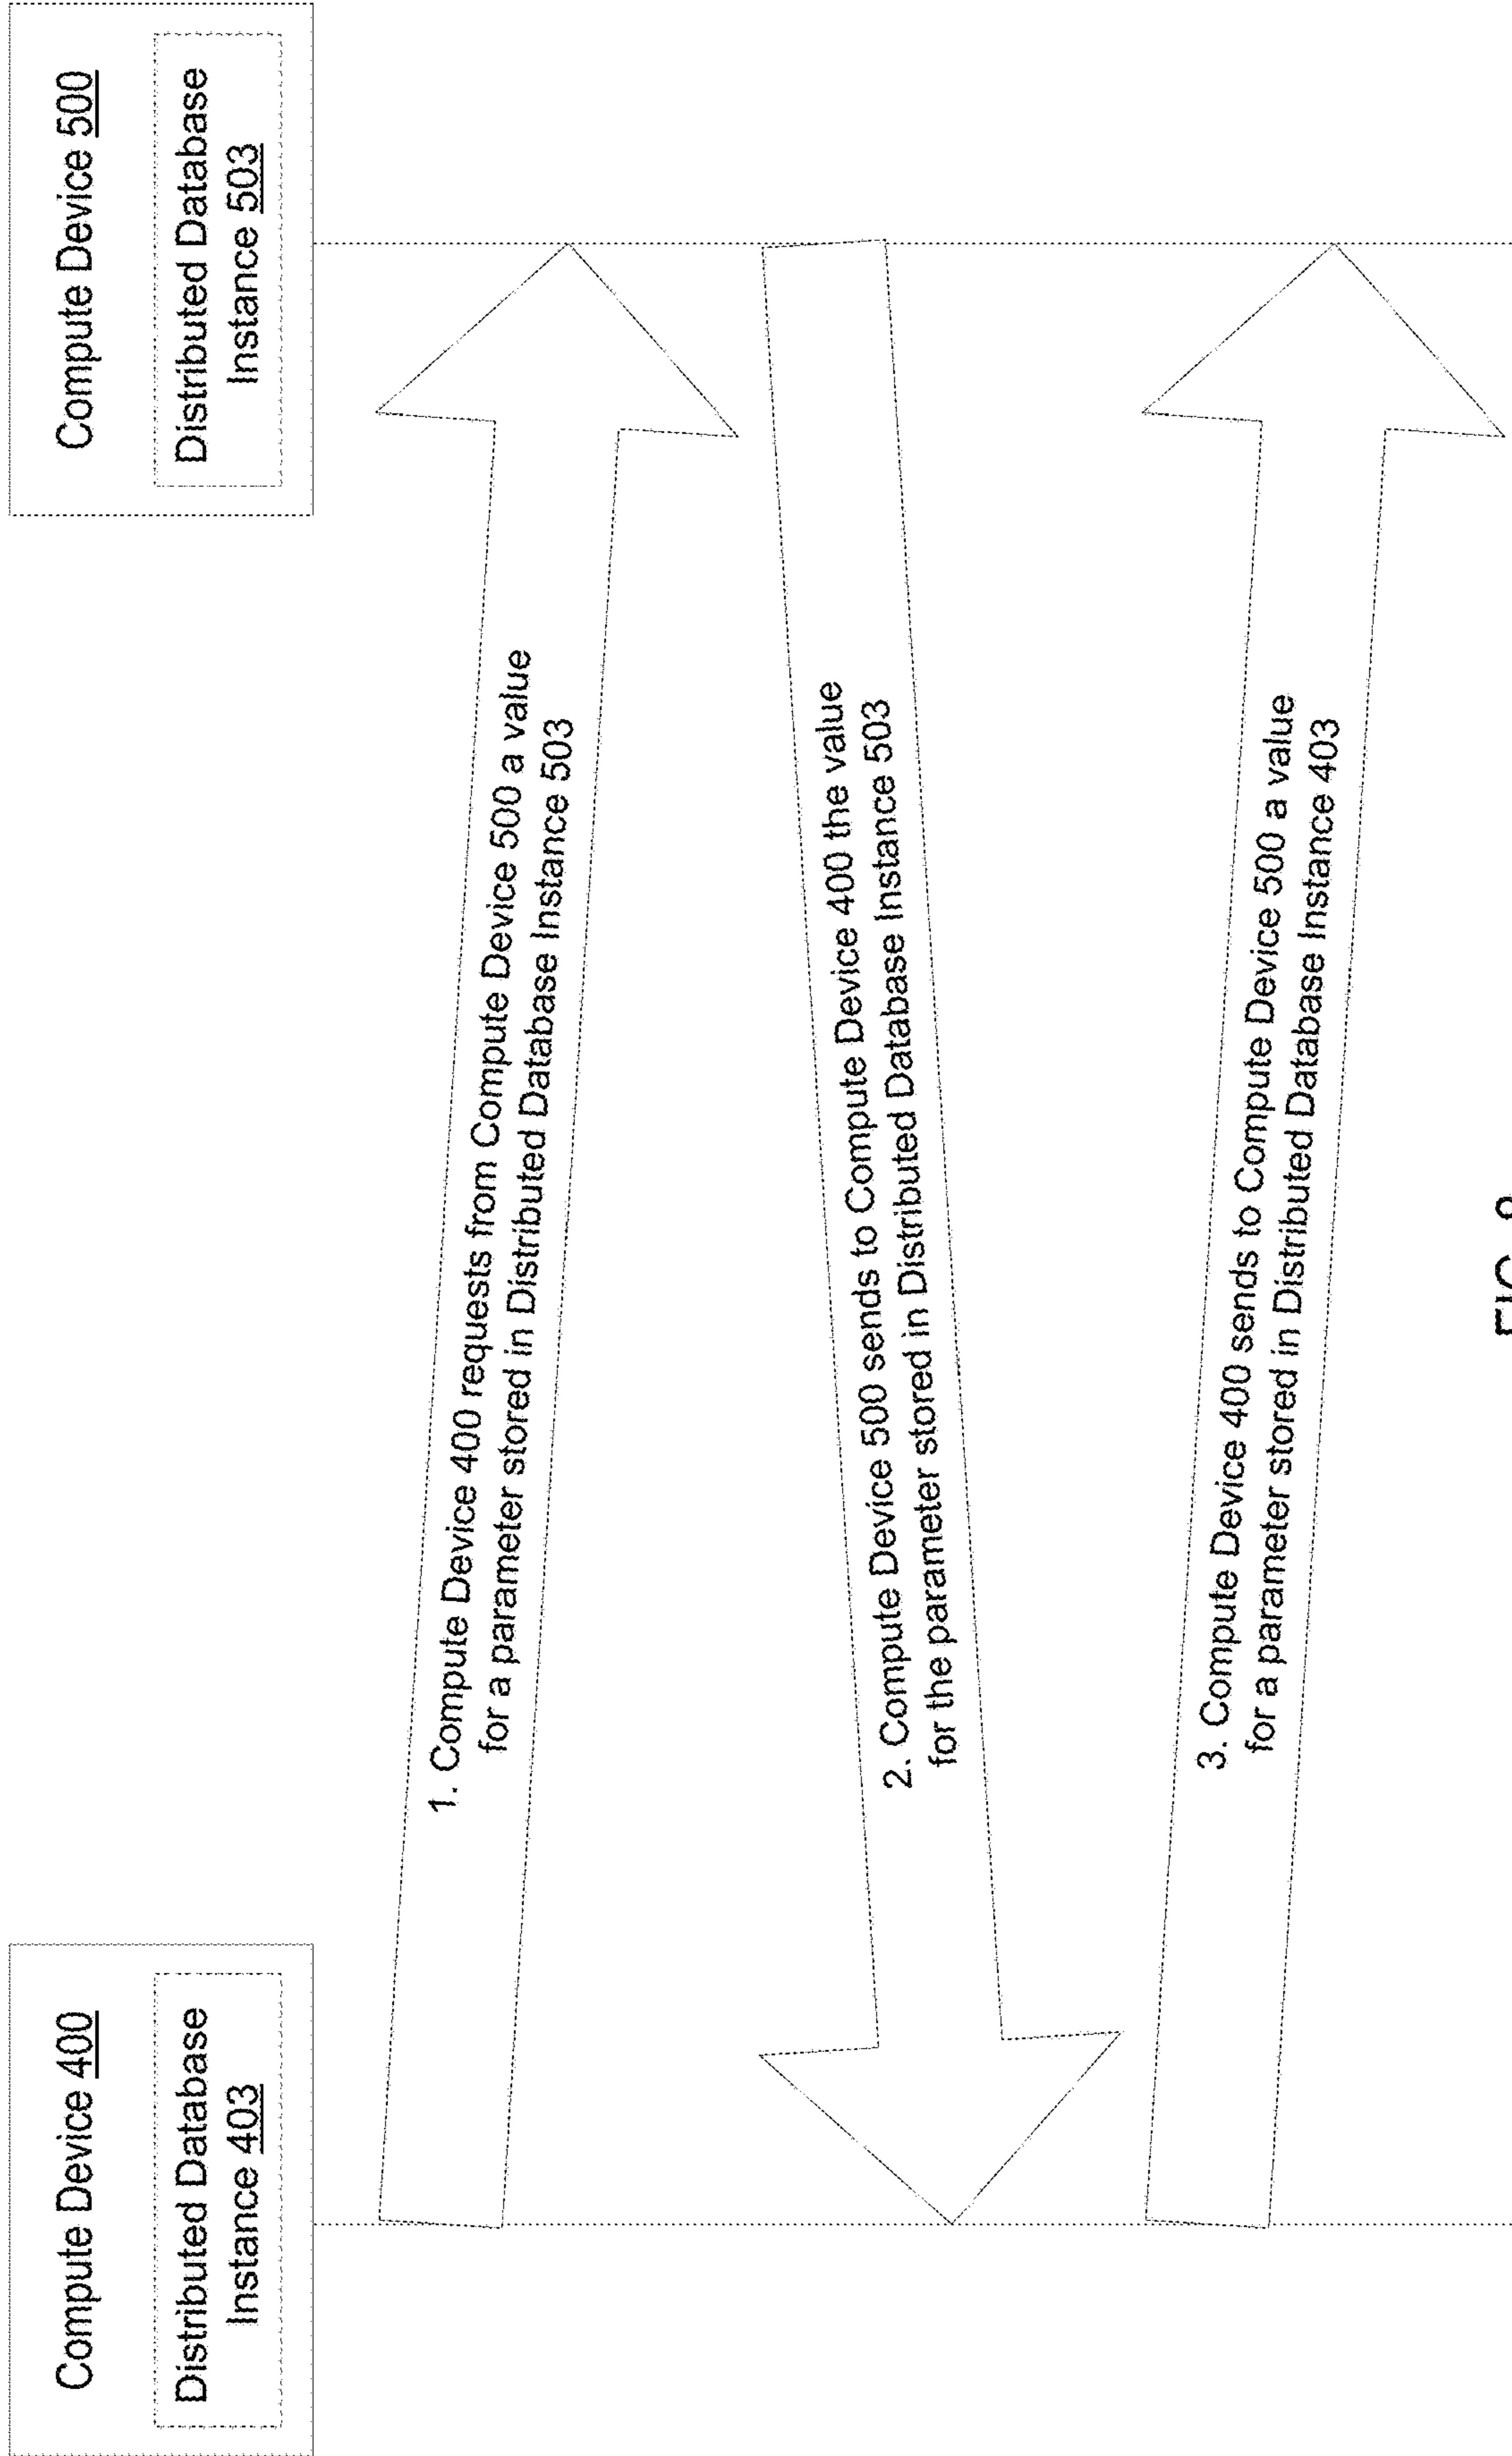 Compute Device 400
Distributed Database
Instance 403
Compute Device 500
Distributed Database
Instance 503
1. Compute Device 400 requests from Compute Device 500 a value
for a parameter stored in Distributed Database Instance 503
2. Compute Device 500 sends to Compute Device 400 the value
for the parameter stored in Distributed Database Instance 503
3. Compute Device 400 sends to Compute Device 500 a value
for a parameter stored in Distributed Database Instance 403
FIG.